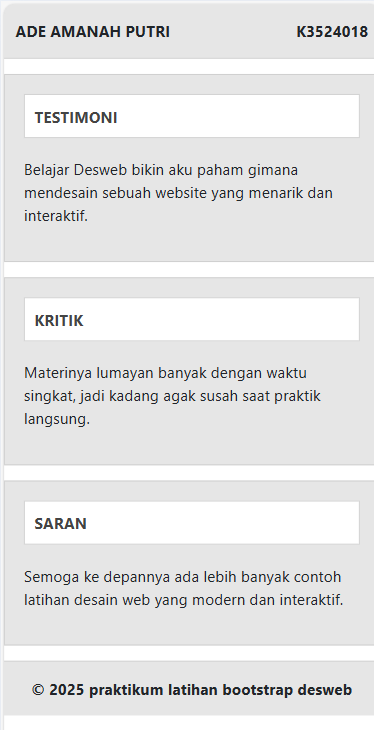 ADE AMANAH PUTRI K3524018
TESTIMONI
Belajar Desweb bikin aku paham gimana
mendesain sebuah website yang menarik dan
interaktif.
KRITIK
Materinya lumayan banyak dengan waktu
singkat, jadi kadang agak susah saat praktik
langsung.
SARAN
Semoga ke depannya ada lebih banyak contoh
latihan desain web yang modern dan interaktif.
© 2025 praktikum latihan bootstrap desweb